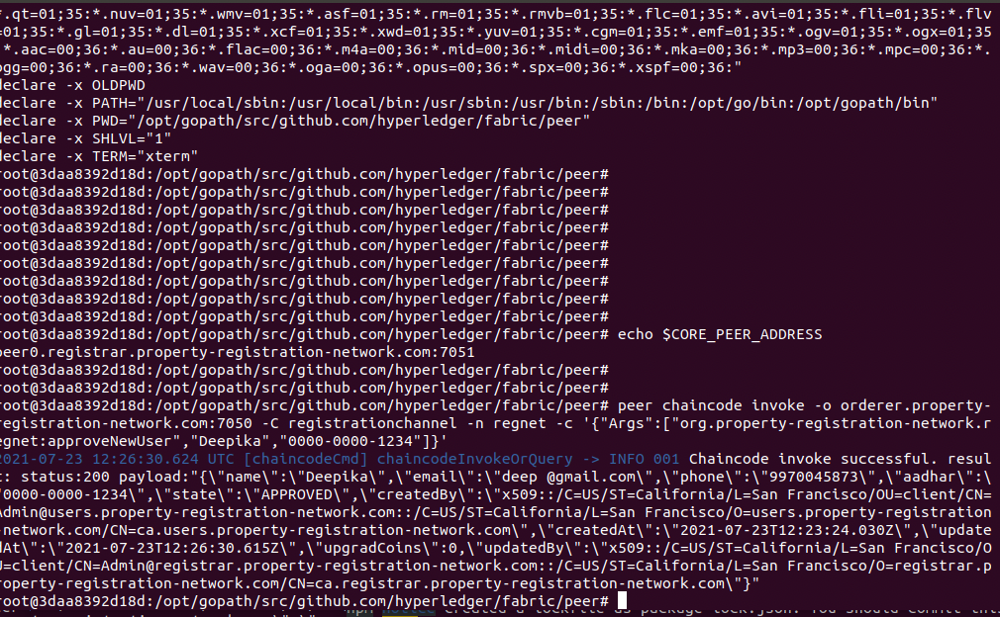 *.qt=01;35:*.nuv=01;35:*.wmv=01;35:*.asf=01;35:*.rm=01;35:*.rmvb=01;35:*.flc=01;35:*.avi=01;35:*.fli=01;35:*.flv
=01;35:*.gl=01;35:*.dl=01;35:*.xcf=01;35:*.xwd=01;35:*.yuv=01;35:*.cgm=01;35:*.emf=01;35:*.ogv=01;35:*.ogx=01;35
:*.aac=00;36:*.au=00;36:*.flac=00;36:*.m4a=00;36:*.mid=00;36:*.midi=00;36:*.mka=00;36:*.mp3=00;36:*.mpc=00;36:*.
ogg=00;36:*.ra=00;36:*.wav=00;36:*.oga=00;36:*.opus=00;36:*.spx=00;36:*.xspf=00;36:"
declare -x OLDPWD
declare -x PATH="/usr/local/sbin:/usr/local/bin:/usr/sbin:/usr/bin:/sbin:/bin:/opt/go/bin:/opt/gopath/bin"
declare -x PWD="/opt/gopath/src/github.com/hyperledger/fabric/peer"
declare -x SHLVL="1"
declare -x TERM="xterm"
root@3daa8392d18d:/opt/gopath/src/github.com/hyperledger/fabric/peer#
root@3daa8392d18d:/opt/gopath/src/github.com/hyperledger/fabric/peer#
root@3daa8392d18d:/opt/gopath/src/github.com/hyperledger/fabric/peer#
root@3daa8392d18d:/opt/gopath/src/github.com/hyperledger/fabric/peer#
root@3daa8392d18d:/opt/gopath/src/github.com/hyperledger/fabric/peer#
root@3daa8392d18d:/opt/gopath/src/github.com/hyperledger/fabric/peer#
root@3daa8392d18d:/opt/gopath/src/github.com/hyperledger/fabric/peer#
root@3daa8392d18d:/opt/gopath/src/github.com/hyperledger/fabric/peer#
root@3daa8392d18d:/opt/gopath/src/github.com/hyperledger/fabric/peer#
root@3daa8392d18d:/opt/gopath/src/github.com/hyperledger/fabric/peer# echo $CORE_PEER_ADDRESS
peer0.registrar.property-registration-network.com:7051
root@3daa8392d18d:/opt/gopath/src/github.com/hyperledger/fabric/peer#
root@3daa8392d18d:/opt/gopath/src/github.com/hyperledger/fabric/peer#
root@3daa8392d18d:/opt/gopath/src/github.com/hyperledger/fabric/peer# peer chaincode invoke -o orderer.property-
registration-network.com:7050 -C registrationchannel -n regnet -c '{"Args":["org.property-registration-network.r
egnet:approveNewUser","Deepika","0000-0000-1234"]}'
2021-07-23 12:26:30.624 UTC [chaincodeCmd] chaincodeInvokeOrQuery -> INFO 001 Chaincode invoke successful. resul
t: status:200 payload:"{\"name\":\"Deepika\",\"email\":\"deep @gmail.com\",\"phone\":\"9970045873\",\"aadhar\":\
"0000-0000-1234\",\"state\":\"APPROVED\",\"createdBy\":\"x509::/C=US/ST=California/L=San Francisco/OU=client/CN=
Admin@users.property-registration-network.com::/C=US/ST=California/L=San Francisco/O=users.property-registration
-network.com/CN=ca.users.property-registration-network.com\",\"createdAt\":\"2021-07-23T12:23:24.030Z\",\"update
dAt\":\"2021-07-23T12:26:30.615Z\",\"upgradCoins\":0,\"updatedBy\":\"x509::/C=US/ST=California/L=San Francisco/O
U=client/CN=Admin@registrar.property-registration-network.com::/C=US/ST=California/L=San Francisco/O=registrar.p
roperty-registration-network.com/CN=ca.registrar.property-registration-network.com\"}"
root@3daa8392d18d:/opt/gopath/src/github.com/hyperledger/fabric/peer#